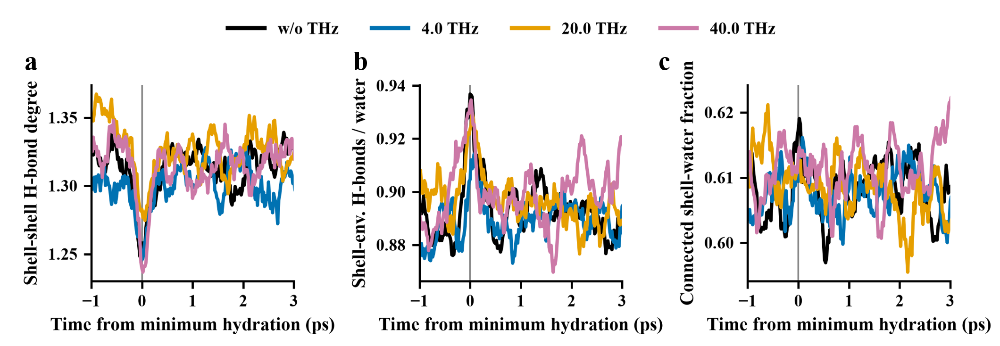 w/o THz 4.0 THz 20.0 THz 40.0 THz
a
Shell-shell H-bond degree
1.35
1.30
1.25
−1 0 1 2 3
Time from minimum hydration (ps)
b
Shell-env. H-bonds / water
0.94
0.92
0.90
0.88
−1 0 1 2 3
Time from minimum hydration (ps)
c
Connected shell-water fraction
0.62
0.61
0.60
−1 0 1 2 3
Time from minimum hydration (ps)